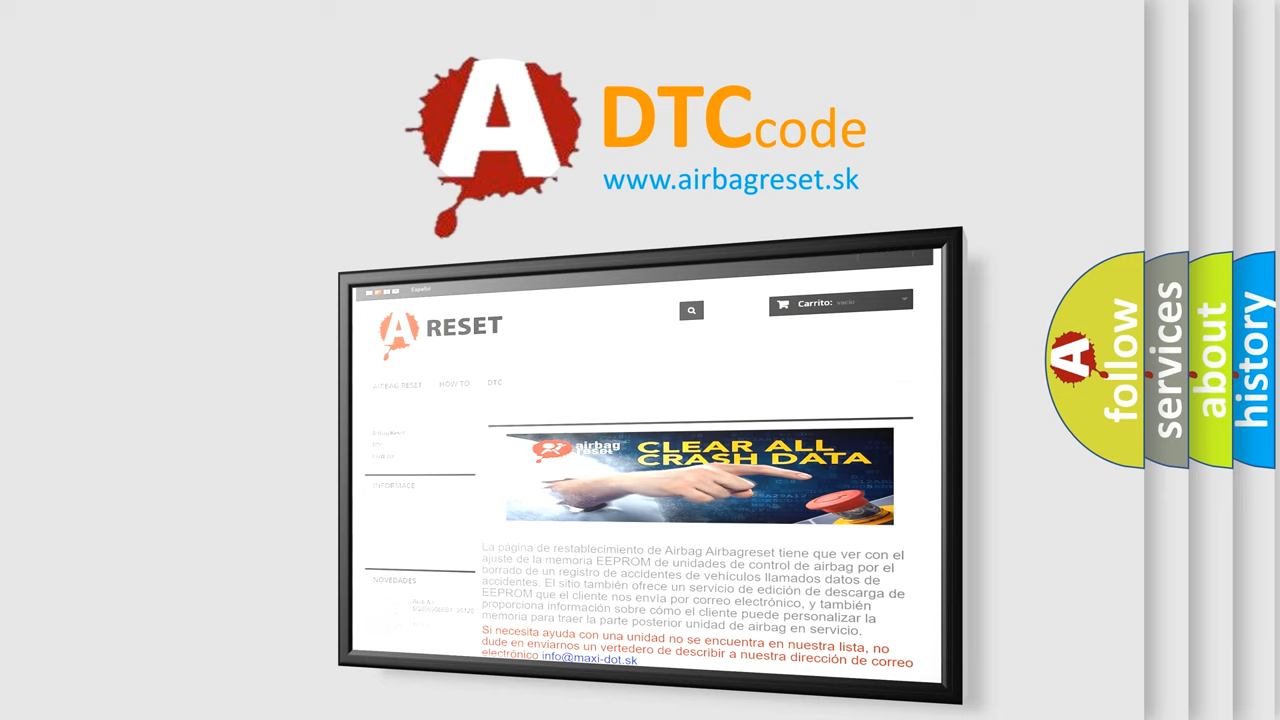 A DTCcode
www.airbagreset.sk
Español
A RESET
Carrito: vacío
AIRBAG RESET HOW TO DTC
INFORMACE
airbag
reset
CLEAR ALL
CRASH DATA
NOVEDADES
La página de restablecimiento de Airbag Airbagreset tiene que ver con el
ajuste de la memoria EEPROM de unidades de control de airbag por el
borrado de un registro de accidentes de vehículos llamados datos de
accidentes. El sitio también ofrece un servicio de edición de descarga de
EEPROM que el cliente nos envía por correo electrónico, y también
proporciona información sobre cómo el cliente puede personalizar la
memoria para traer la parte posterior unidad de airbag en servicio.
Si necesita ayuda con una unidad no se encuentra en nuestra lista, no
dude en enviarnos un vertedero de describir a nuestra dirección de correo
electrónico info@maxi-dot.sk
A follow
services
about
history